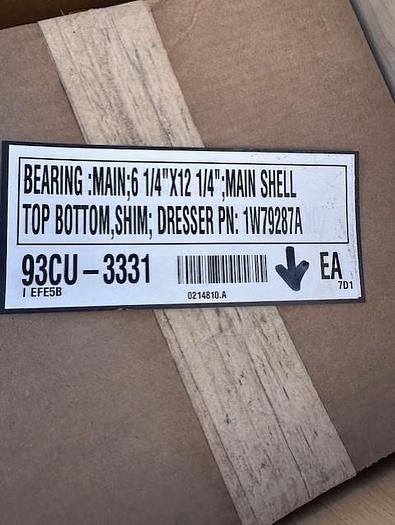 BEARING :MAIN;6 1/4"X12 1/4";MAIN SHELL
TOP BOTTOM,SHIM; DRESSER PN: 1W79287A
93CU-3331 EA
I EFE5B 0214810.A 7D1